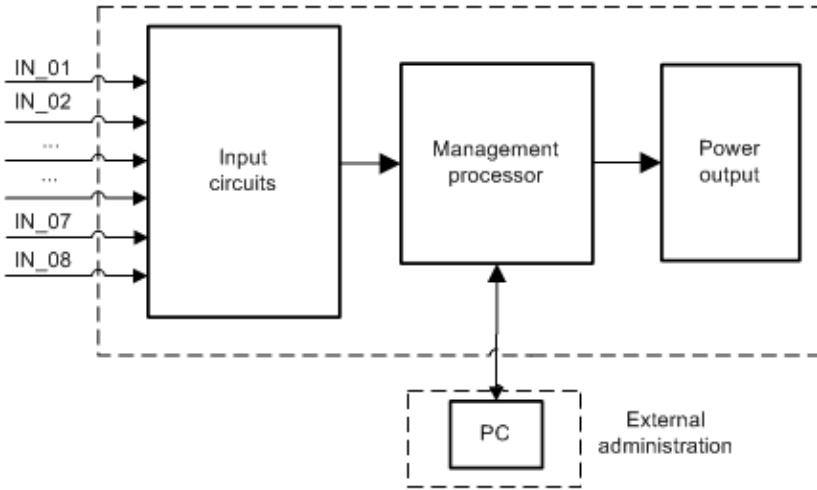 IN_01
IN_02
...
...
IN_07
IN_08
Input
circuits
Management
processor
Power
output
PC
External
administration